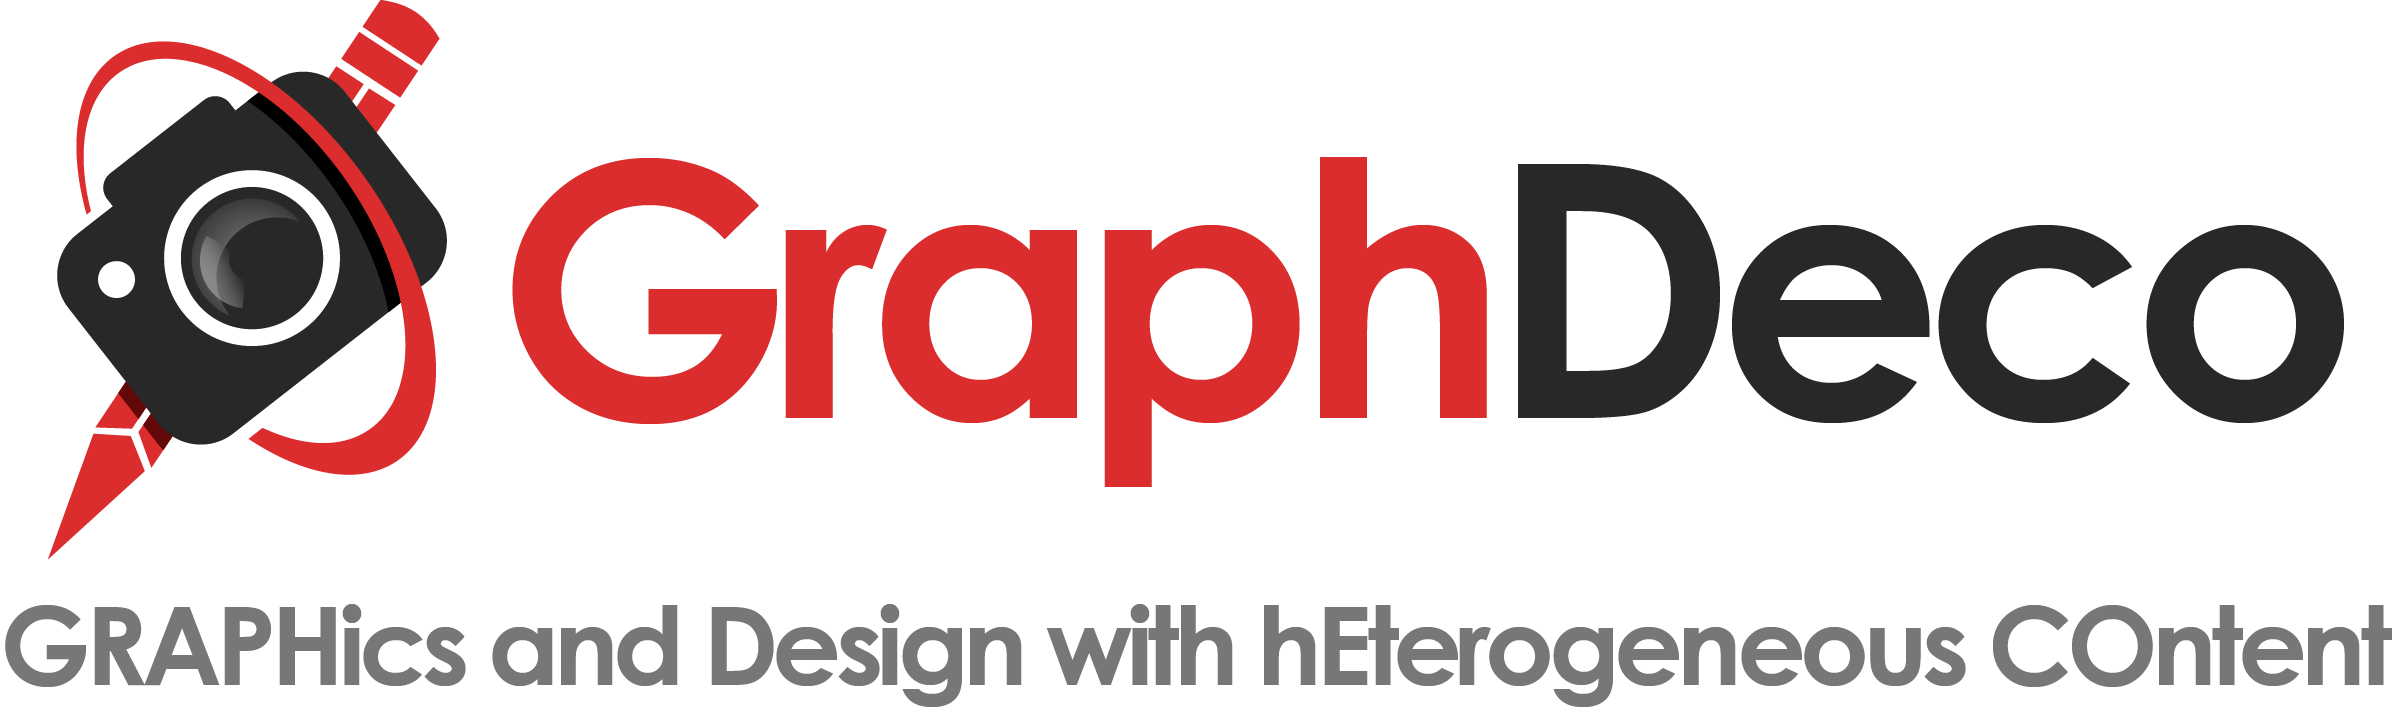 GraphDeco
GRAPHics and Design with hEterogeneous COntent